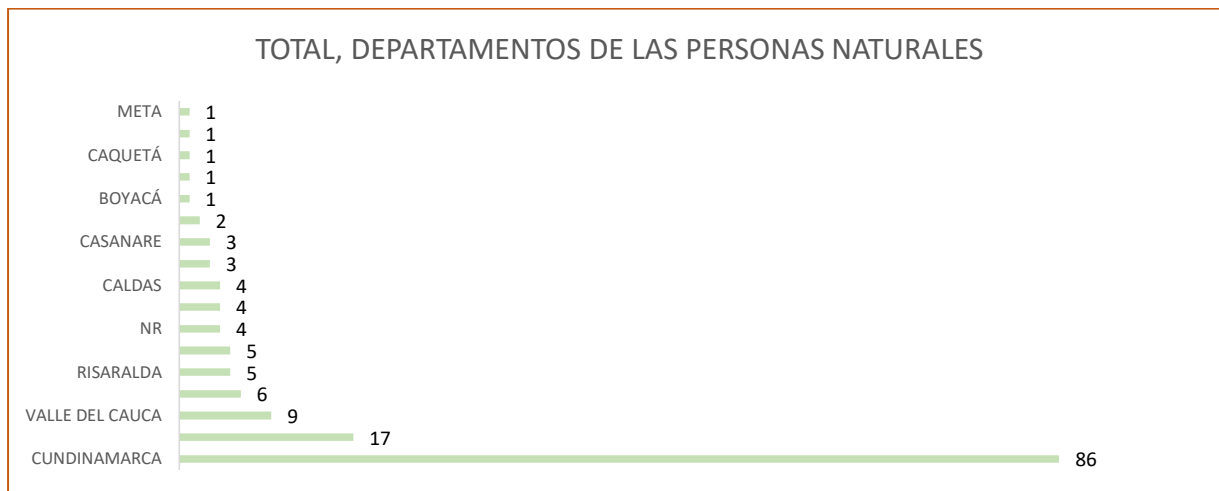 TOTAL, DEPARTAMENTOS DE LAS PERSONAS NATURALES
META 1
1
CAQUETÁ 1
1
BOYACÁ 1
2
CASANARE 3
3
CALDAS 4
4
NR 4
5
RISARALDA 5
6
VALLE DEL CAUCA 9
17
CUNDINAMARCA 86